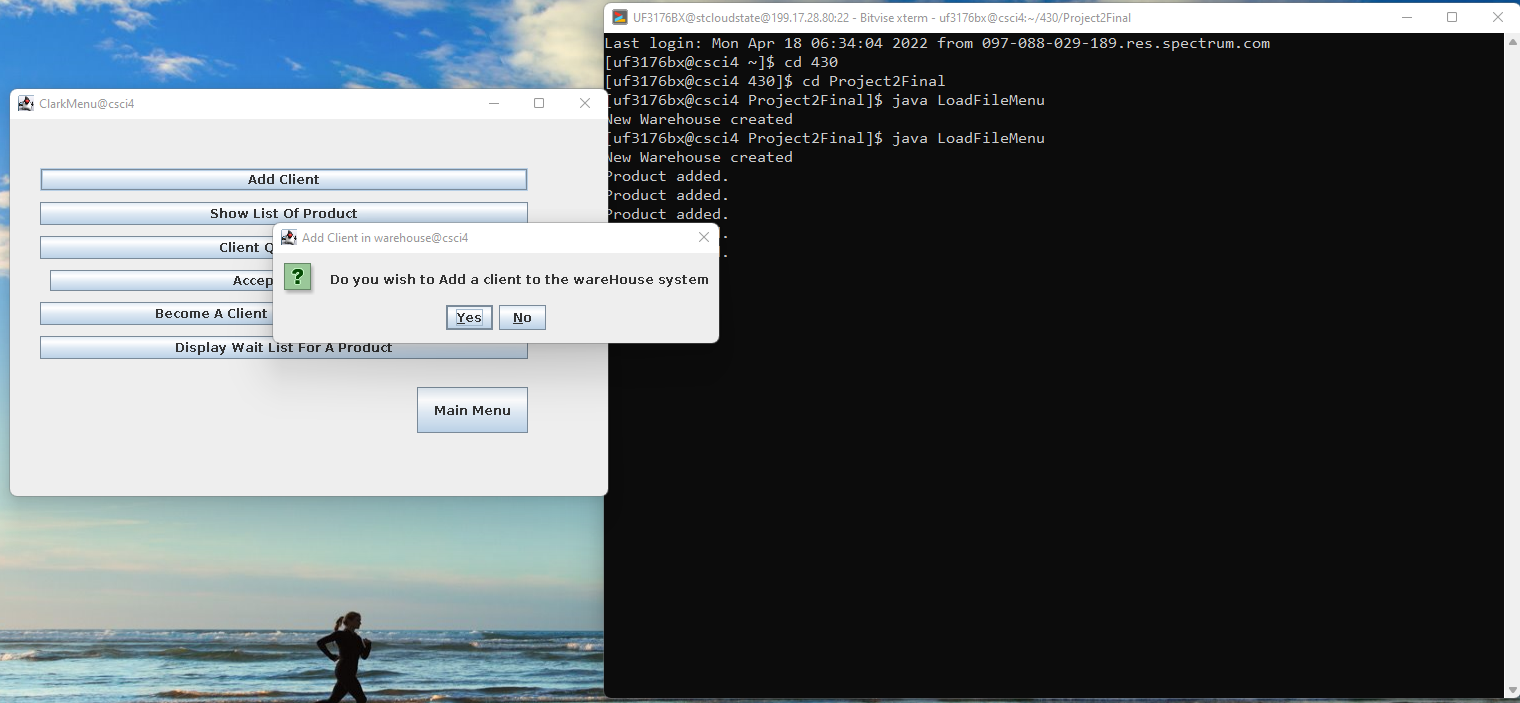 UF3176BX@stcloudstate@199.17.28.80:22 - Bitvise xterm - uf3176bx@csci4:~/430/Project2Final
Last login: Mon Apr 18 06:34:04 2022 from 097-088-029-189.res.spectrum.com
[uf3176bx@csci4 ~]$ cd 430
[uf3176bx@csci4 430]$ cd Project2Final
[uf3176bx@csci4 Project2Final]$ java LoadFileMenu
New Warehouse created
[uf3176bx@csci4 Project2Final]$ java LoadFileMenu
New Warehouse created
Product added.
Product added.
Product added.
ClarkMenu@csci4
Add Client
Show List Of Product
Client Q
Accep
Become A Client
Display Wait List For A Product
Main Menu
Add Client in warehouse@csci4
?
Do you wish to Add a client to the wareHouse system
Yes
No